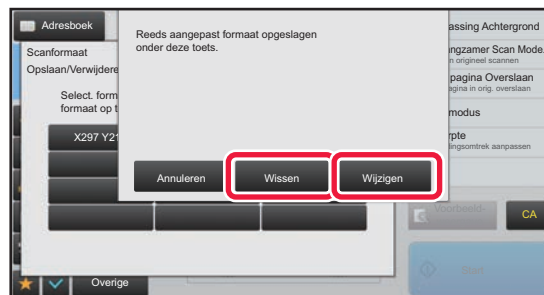 Adresboek
Scanformaat
Opslaan/Verwijdere
Select. form
formaat op t
X297 Y21
Reeds aangepast formaat opgeslagen
onder deze toets.
Annuleren
Wissen
Wijzigen
assing Achtergrond
ngzamer Scan Mode
n origineel scannen
pagina Overslaan
agina in orig. overslaan
modus
rpte
lingsomtrek aanpassen
CA
Start
Overige